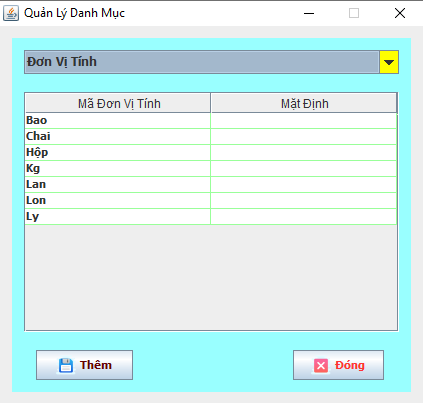 Quản Lý Danh Mục
Đơn Vị Tính
Mã Đơn Vị Tính Mặt Định
Bao
Chai
Hộp
Kg
Lan
Lon
Ly
Thêm Đóng